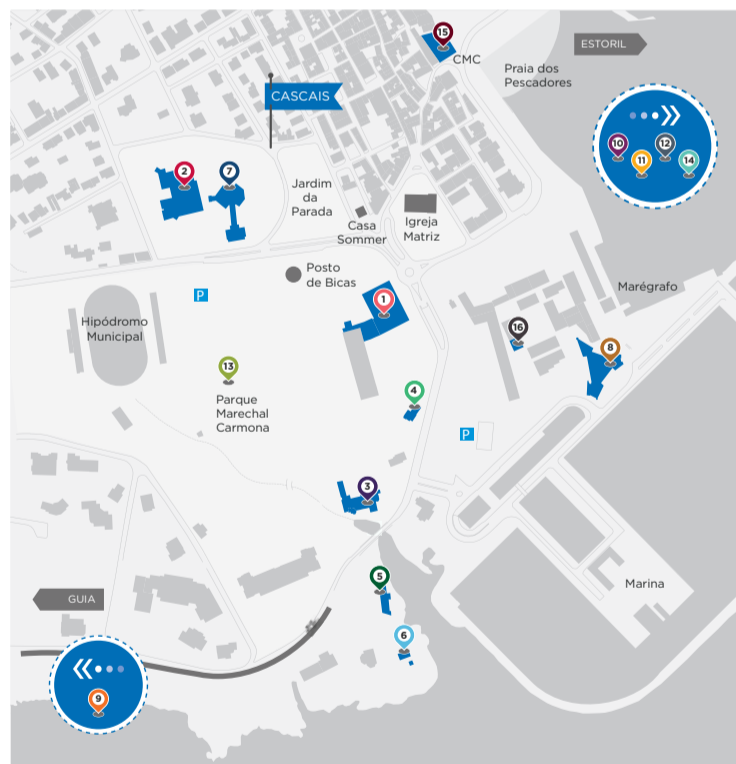 15
CMC
ESTORIL
Praia dos
Pescadores
CASCAIS
10
12
11
14
2
7
Jardim
da
Parada
Casa
Sommer
Igreja
Matriz
Posto
de Bicas
P
1
Marégrafo
Hipódromo
Municipal
16
8
13
Parque
Marechal
Carmona
4
P
3
5
Marina
GUIA
6
9